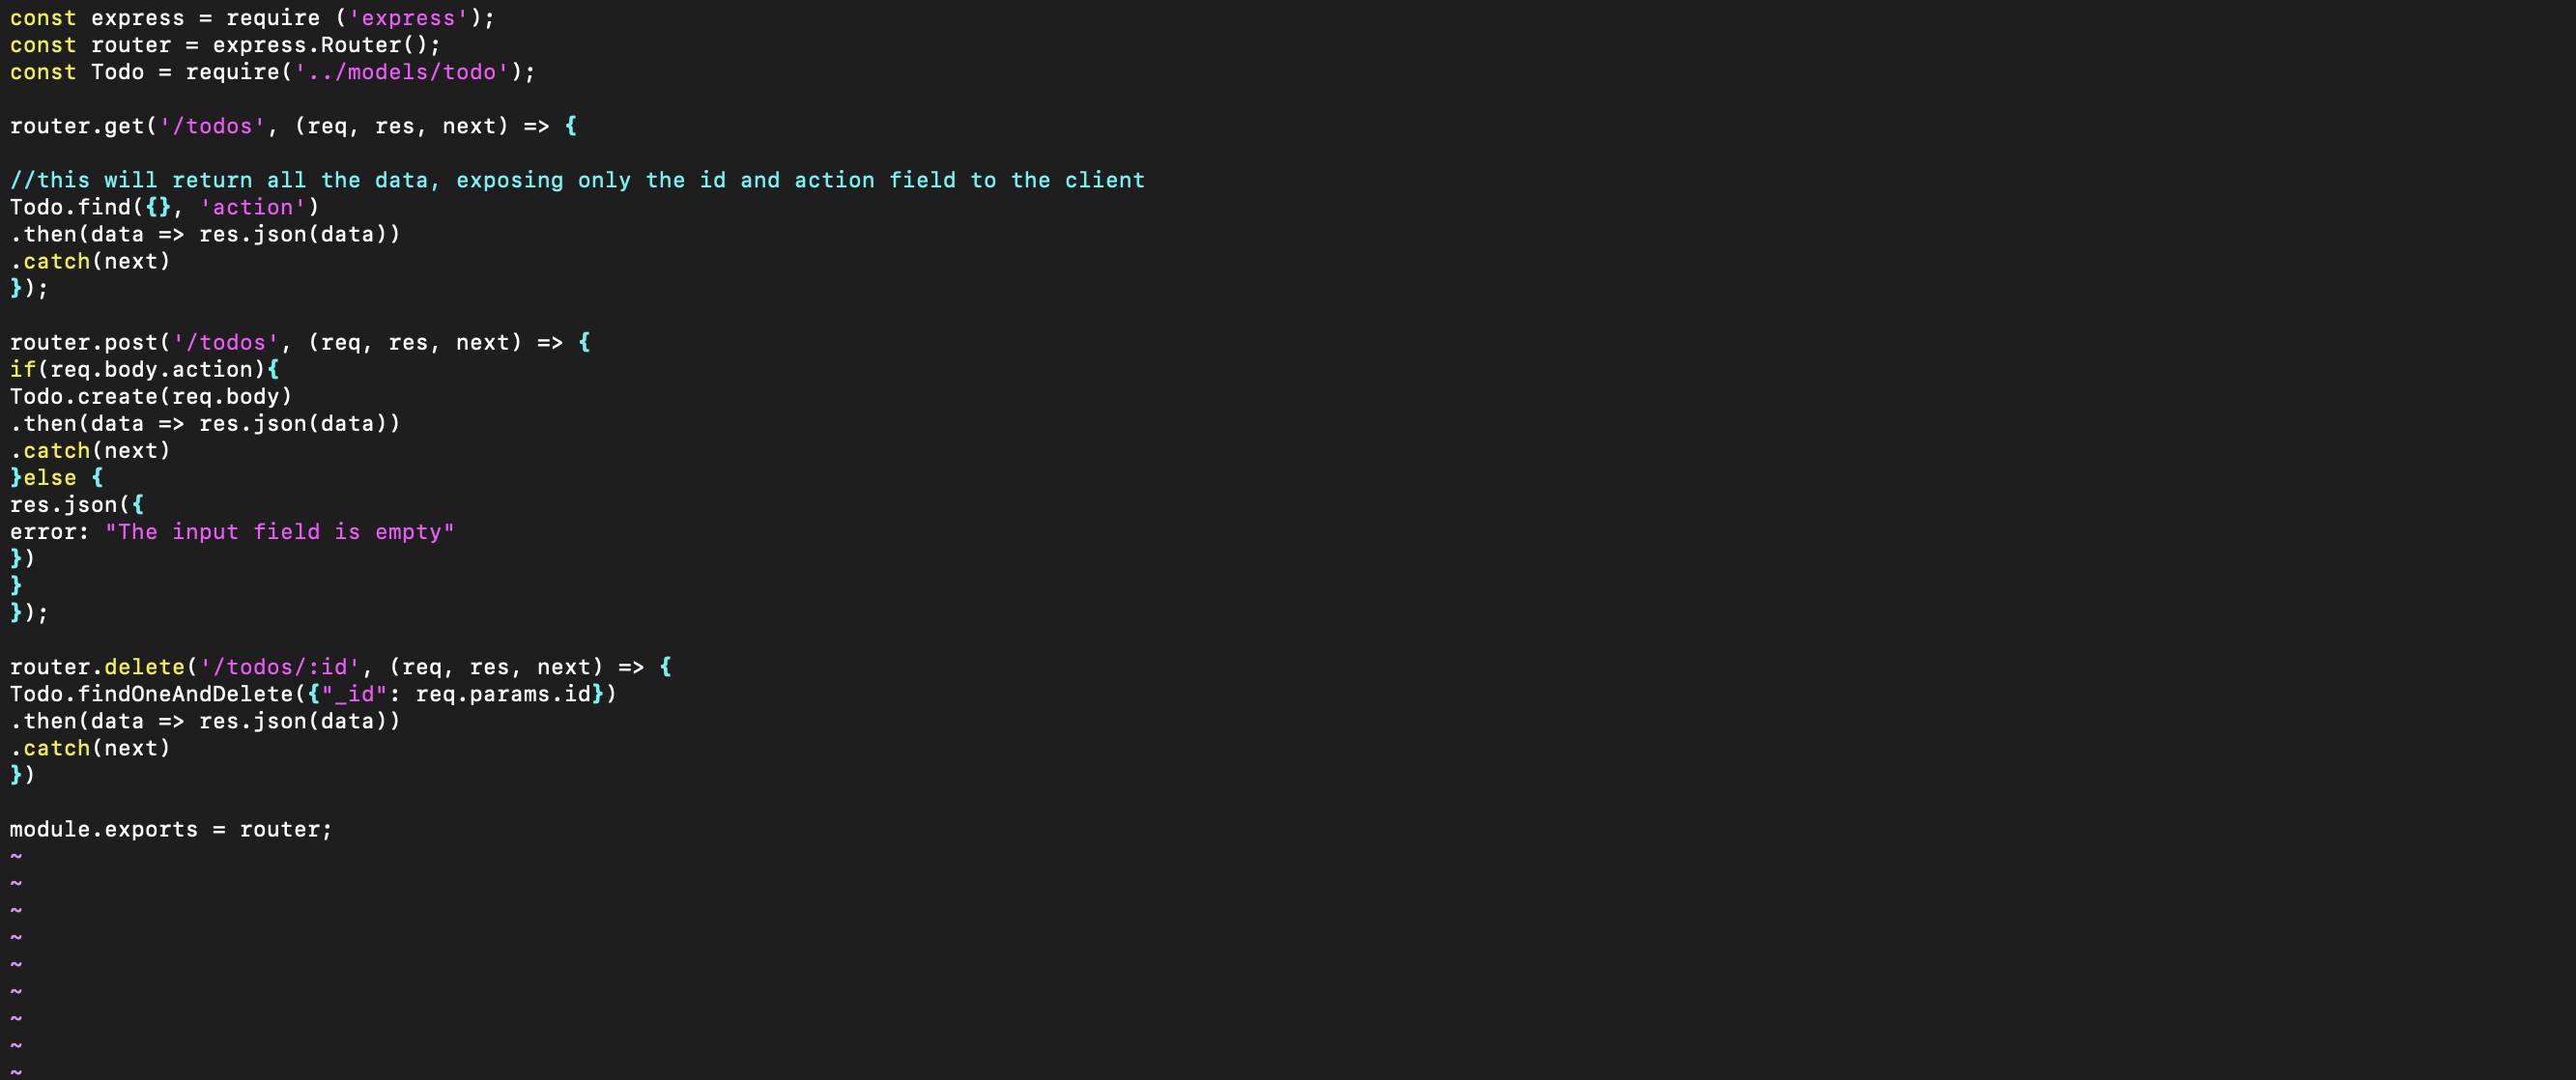 const express = require ('express');
const router = express.Router();
const Todo = require('../models/todo');

router.get('/todos', (req, res, next) => {

//this will return all the data, exposing only the id and action field to the client
Todo.find({}, 'action')
.then(data => res.json(data))
.catch(next)
});

router.post('/todos', (req, res, next) => {
if(req.body.action){
Todo.create(req.body)
.then(data => res.json(data))
.catch(next)
}else {
res.json({
error: "The input field is empty"
})
}
});

router.delete('/todos/:id', (req, res, next) => {
Todo.findOneAndDelete({"_id": req.params.id})
.then(data => res.json(data))
.catch(next)
})

module.exports = router;
~
~
~
~
~
~
~
~
~